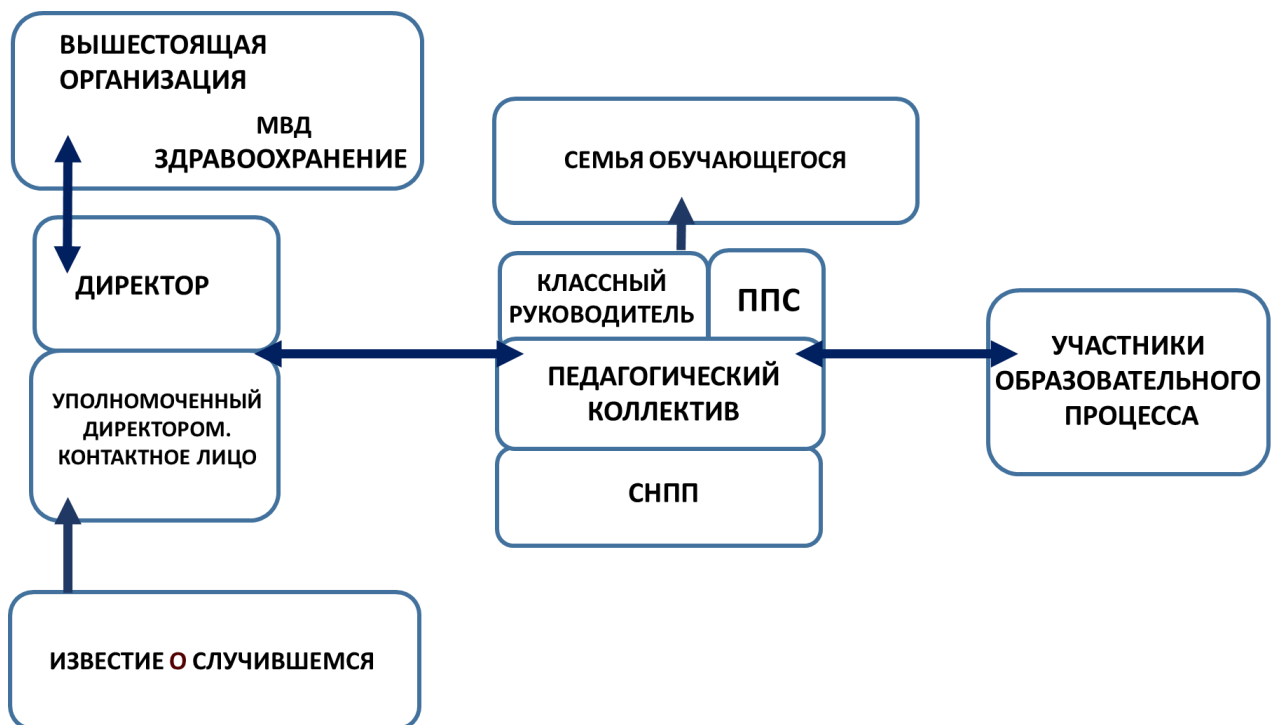 ВЫШЕСТОЯЩАЯ
ОРГАНИЗАЦИЯ
МВД
ЗДРАВООХРАНЕНИЕ
ДИРЕКТОР
УПОЛНОМОЧЕННЫЙ
ДИРЕКТОРОМ.
КОНТАКТНОЕ ЛИЦО
ИЗВЕСТИЕ О СЛУЧИВШЕМСЯ
СЕМЬЯ ОБУЧАЮЩЕГОСЯ
КЛАССНЫЙ
РУКОВОДИТЕЛЬ
ППС
ПЕДАГОГИЧЕСКИЙ
КОЛЛЕКТИВ
СНПП
УЧАСТНИКИ
ОБРАЗОВАТЕЛЬНОГО
ПРОЦЕССА